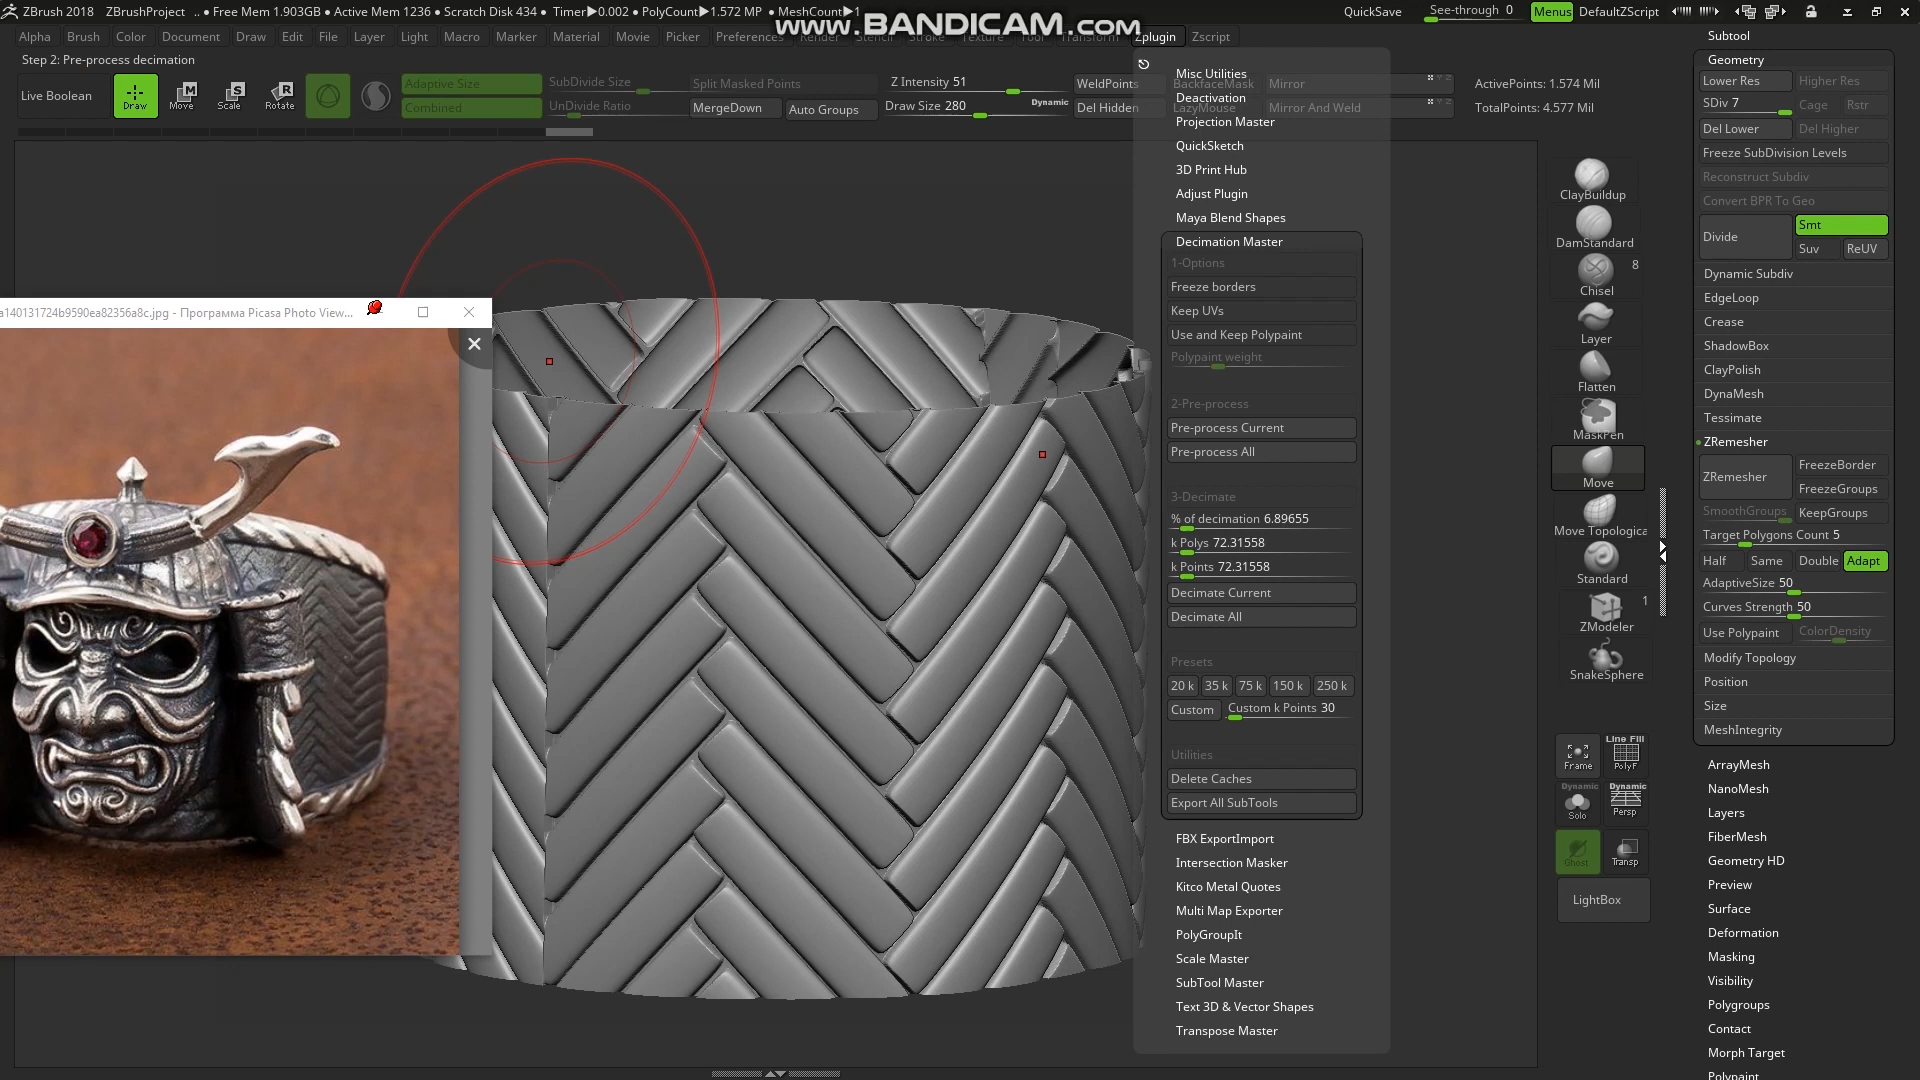 ZBrush 2018 ZBrushProject .. ● Free Mem 1.903GB ● Active Mem 1236 ● Scratch Disk 434 ● Timer▶0.002 ● PolyCount▶1.572 MP ● MeshCount▶1
QuickSave See-through 0 Menus DefaultZScript
www.BANDICAM.com
Alpha Brush Color Document Draw Edit File Layer Light Macro Marker Material Movie Picker Preferences Render Stencil Stroke Texture Tool Transform Zplugin Zscript
Step 2: Pre-process decimation
Live Boolean
Draw
Move
Scale
Rotate
Adaptive Size
Combined
SubDivide Size
UnDivide Ratio
Split Masked Points
MergeDown
Auto Groups
Z Intensity 51
Draw Size 280
Dynamic
WeldPoints
Del Hidden
BackfaceMask
LazyMouse
Mirror
Mirror And Weld
ActivePoints: 1.574 Mil
TotalPoints: 4.577 Mil
a140131724b9590ea82356a8c.jpg - Программа Picasa Photo View...
Misc Utilities
Deactivation
Projection Master
QuickSketch
3D Print Hub
Adjust Plugin
Maya Blend Shapes
Decimation Master
1-Options
Freeze borders
Keep UVs
Use and Keep Polypaint
Polypaint weight
2-Pre-process
Pre-process Current
Pre-process All
3-Decimate
% of decimation 6.89655
k Polys 72.31558
k Points 72.31558
Decimate Current
Decimate All
Presets
20 k 35 k 75 k 150 k 250 k
Custom Custom k Points 30
Utilities
Delete Caches
Export All SubTools
FBX ExportImport
Intersection Masker
Kitco Metal Quotes
Multi Map Exporter
PolyGroupIt
Scale Master
SubTool Master
Text 3D & Vector Shapes
Transpose Master
ClayBuildup
DamStandard
8
Chisel
Layer
Flatten
MaskPen
Move
Move Topologica
Standard
1
ZModeler
SnakeSphere
Frame
Line Fill
PolyF
Dynamic
Solo
Dynamic
Persp
Ghost
Transp
LightBox
Subtool
Geometry
Lower Res Higher Res
SDiv 7 Cage Rstr
Del Lower Del Higher
Freeze SubDivision Levels
Reconstruct Subdiv
Convert BPR To Geo
Divide
Smt
Suv ReUV
Dynamic Subdiv
EdgeLoop
Crease
ShadowBox
ClayPolish
DynaMesh
Tessimate
ZRemesher
ZRemesher
FreezeBorder
FreezeGroups
SmoothGroups KeepGroups
Target Polygons Count 5
Half Same Double Adapt
AdaptiveSize 50
Curves Strength 50
Use Polypaint ColorDensity
Modify Topology
Position
Size
MeshIntegrity
ArrayMesh
NanoMesh
Layers
FiberMesh
Geometry HD
Preview
Surface
Deformation
Masking
Visibility
Polygroups
Contact
Morph Target
Polypaint